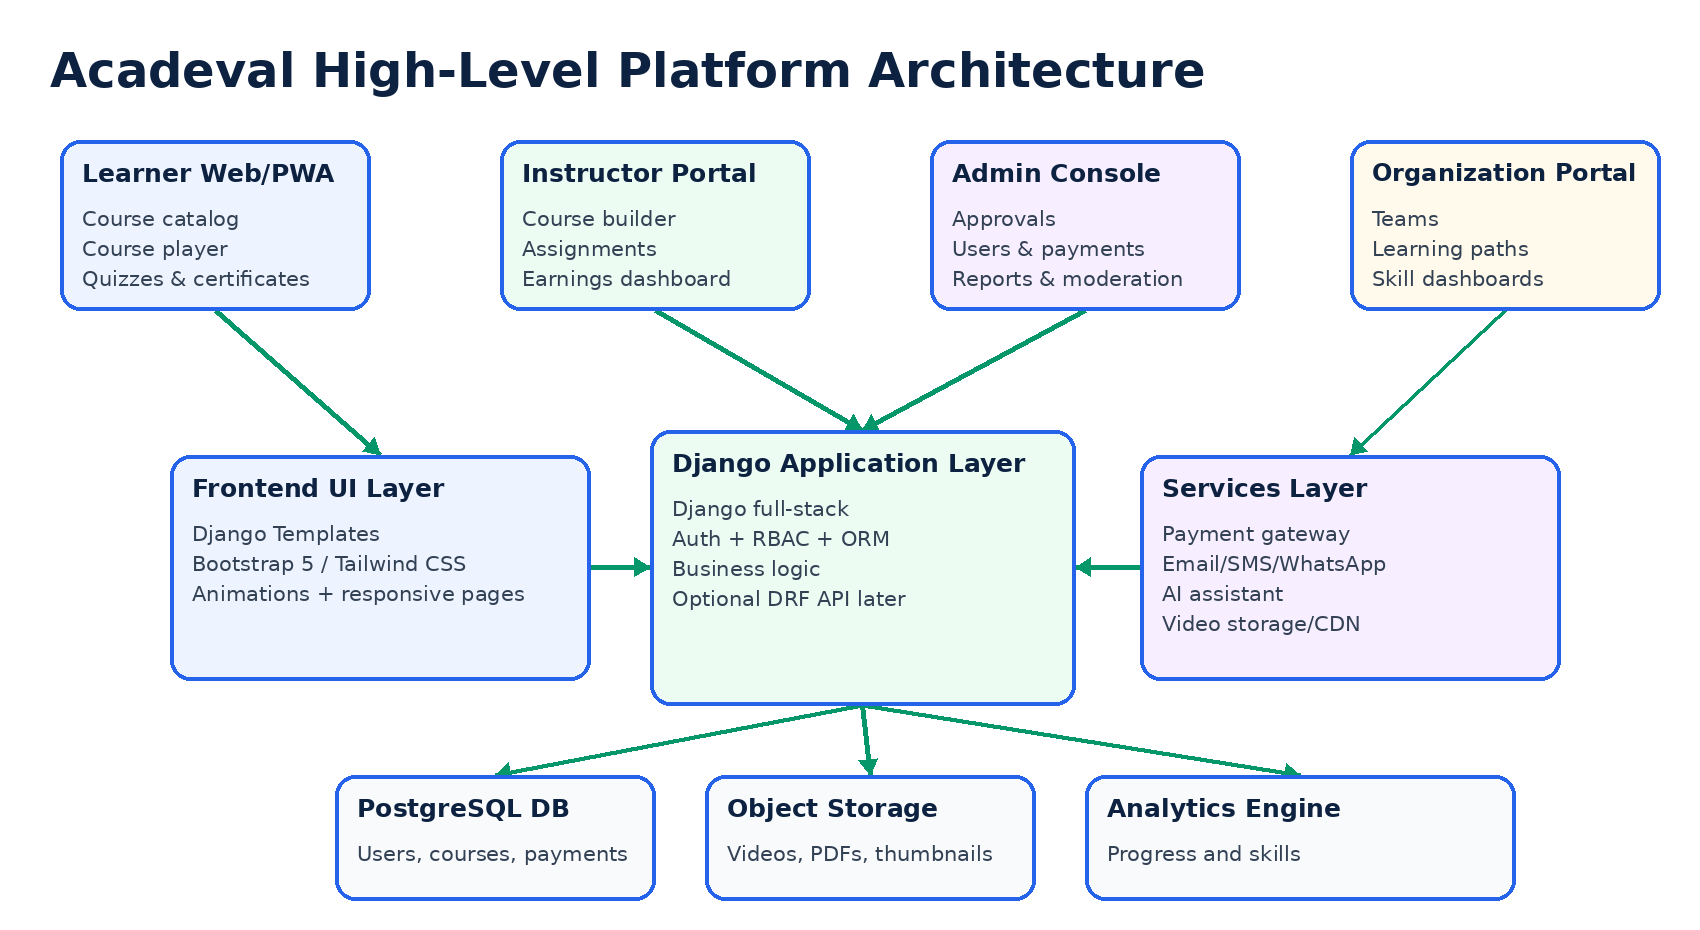 Acadeval High-Level Platform Architecture
Learner Web/PWA
Course catalog
Course player
Quizzes & certificates
Instructor Portal
Course builder
Assignments
Earnings dashboard
Admin Console
Approvals
Users & payments
Reports & moderation
Organization Portal
Teams
Learning paths
Skill dashboards
Frontend UI Layer
Django Templates
Bootstrap 5 / Tailwind CSS
Animations + responsive pages
Django Application Layer
Django full-stack
Auth + RBAC + ORM
Business logic
Optional DRF API later
Services Layer
Payment gateway
Email/SMS/WhatsApp
AI assistant
Video storage/CDN
PostgreSQL DB
Users, courses, payments
Object Storage
Videos, PDFs, thumbnails
Analytics Engine
Progress and skills